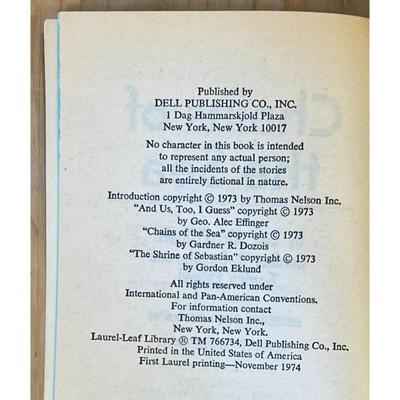 Published by
DELL PUBLISHING CO., INC.
1 Dag Hammarskjold Plaza
New York, New York 10017
No character in this book is intended
to represent any actual person;
all the incidents of the stories
are entirely fictional in nature.
Introduction copyright © 1973 by Thomas Nelson Inc.
"And Us, Too, I Guess" copyright © 1973
by Geo. Alec Effinger
"Chains of the Sea" copyright © 1973
by Gardner R. Dozois
"The Shrine of Sebastian" copyright © 1973
by Gordon Eklund
All rights reserved under
International and Pan-American Conventions.
For information contact
Thomas Nelson Inc.,
New York, New York.
Laurel-Leaf Library ® TM 766734, Dell Publishing Co., Inc.
Printed in the United States of America
First Laurel printing—November 1974